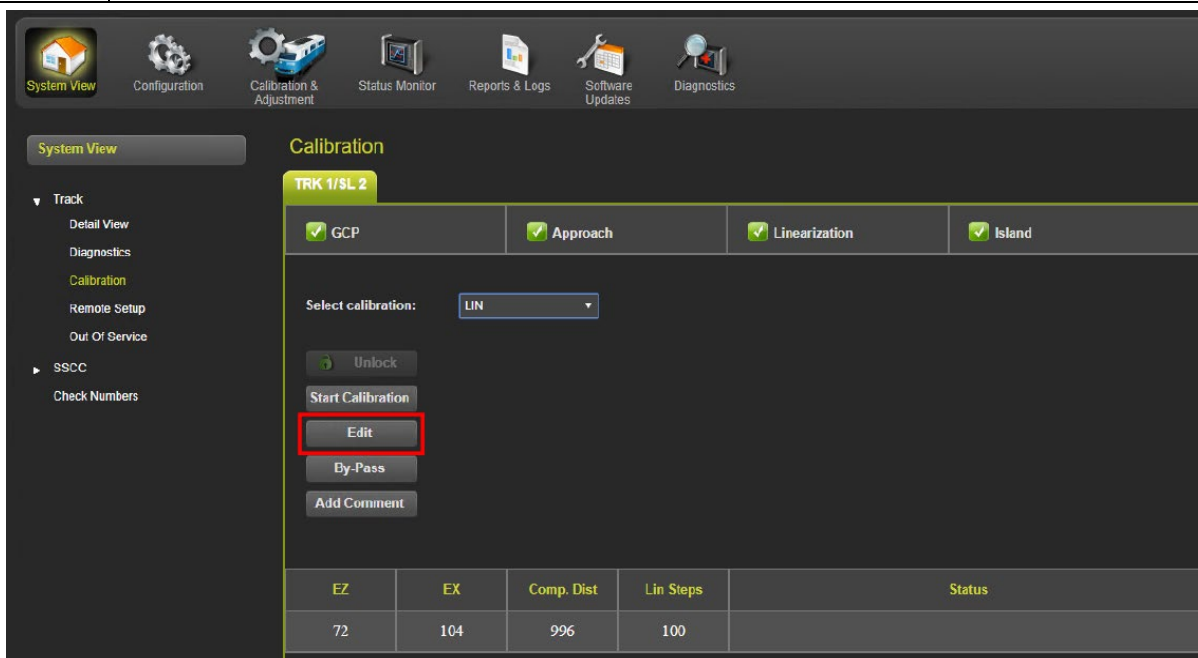 System View
Configuration
Calibration &
Adjustment
Status Monitor
Reports & Logs
Software
Updates
Diagnostics
System View
Track
Detail View
Diagnostics
Calibration
Remote Setup
Out Of Service
SSCC
Check Numbers
Calibration
TRK 1/SL 2
GCP Approach Linearization Island
Select calibration: LIN
Unlock
Start Calibration
Edit
By-Pass
Add Comment
EZ EX Comp. Dist Lin Steps Status
72 104 996 100